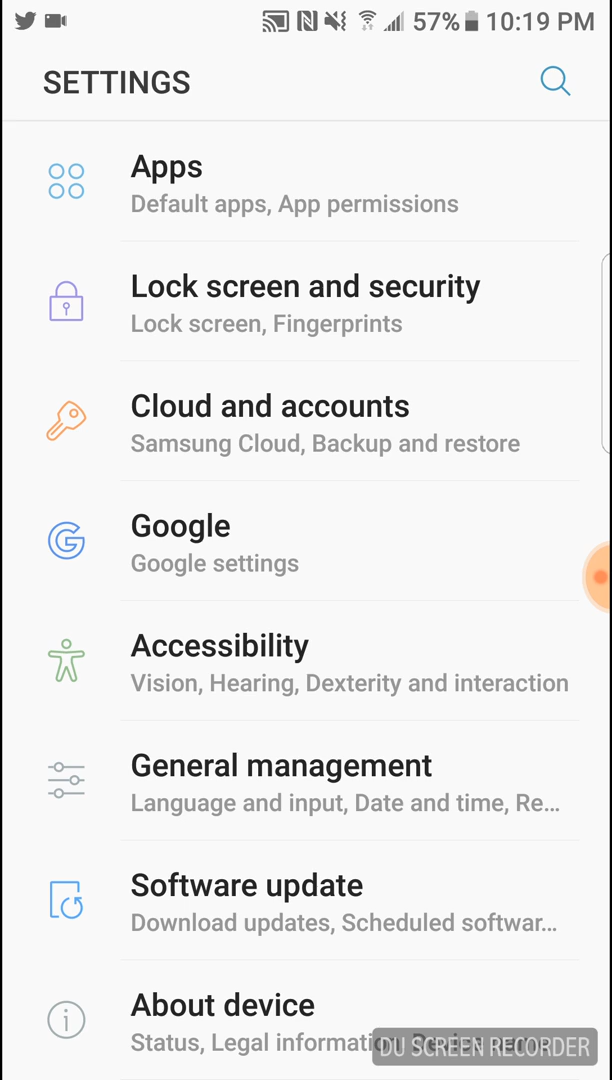 57% 10:19 PM
SETTINGS
Apps
Default apps, App permissions
Lock screen and security
Lock screen, Fingerprints
Cloud and accounts
Samsung Cloud, Backup and restore
Google
Google settings
Accessibility
Vision, Hearing, Dexterity and interaction
General management
Language and input, Date and time, Re...
Software update
Download updates, Scheduled softwar...
About device
Status, Legal information
DU SCREEN RECORDER